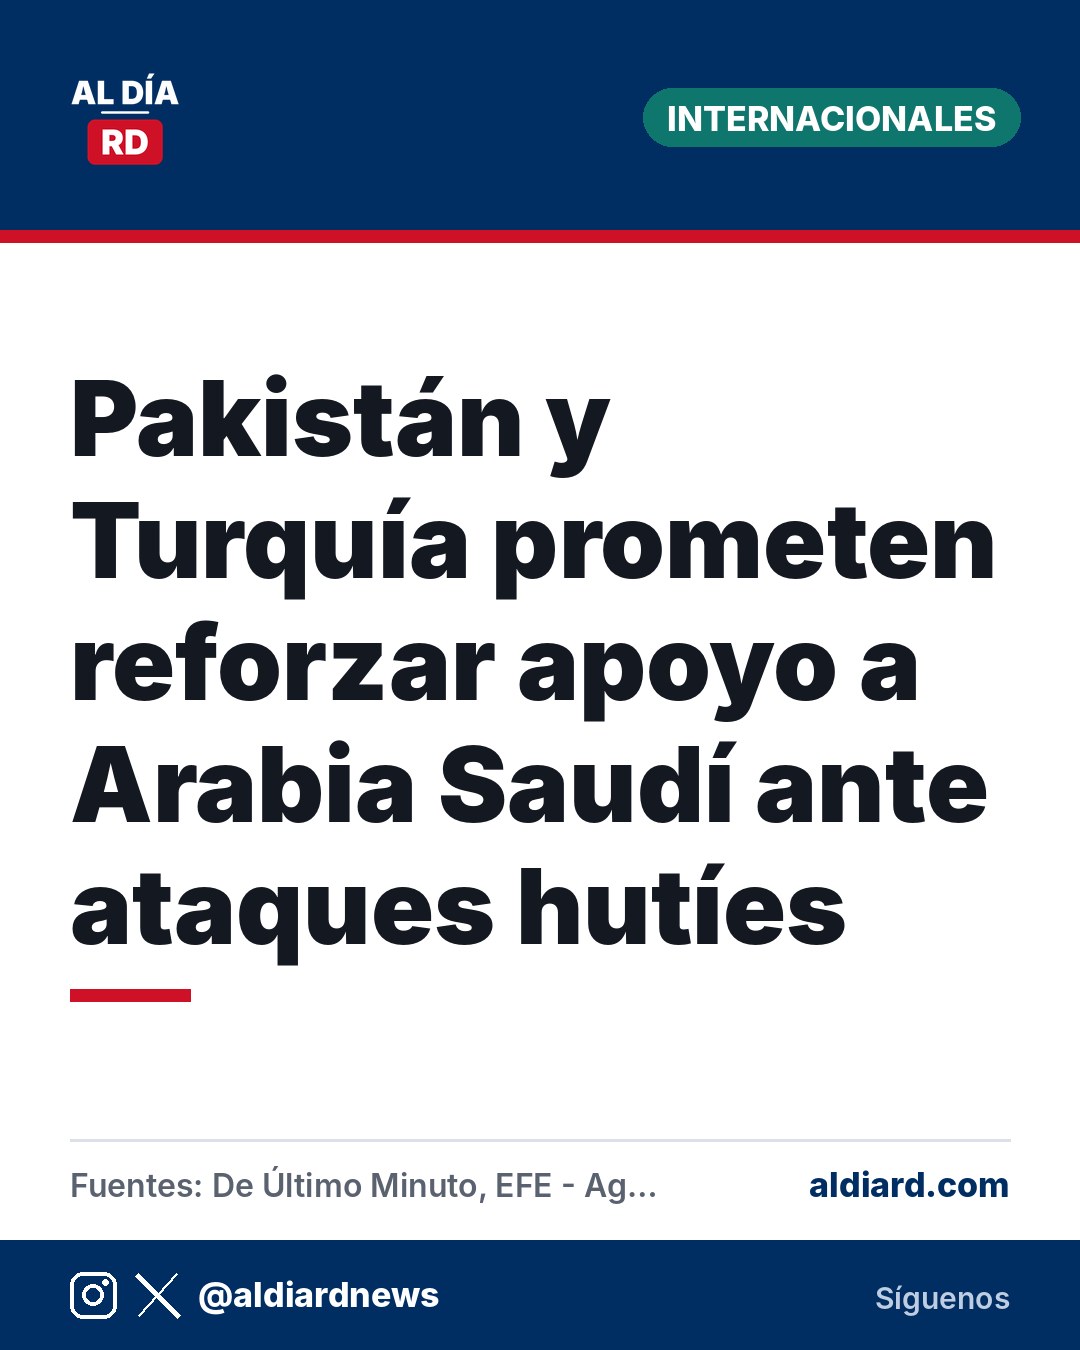 AL DÍA
RD
INTERNACIONALES
Pakistán y
Turquía prometen
reforzar apoyo a
Arabia Saudí ante
ataques hutíes
Fuentes: De Último Minuto, EFE - Ag...
aldiard.com
@aldiardnews
Síguenos